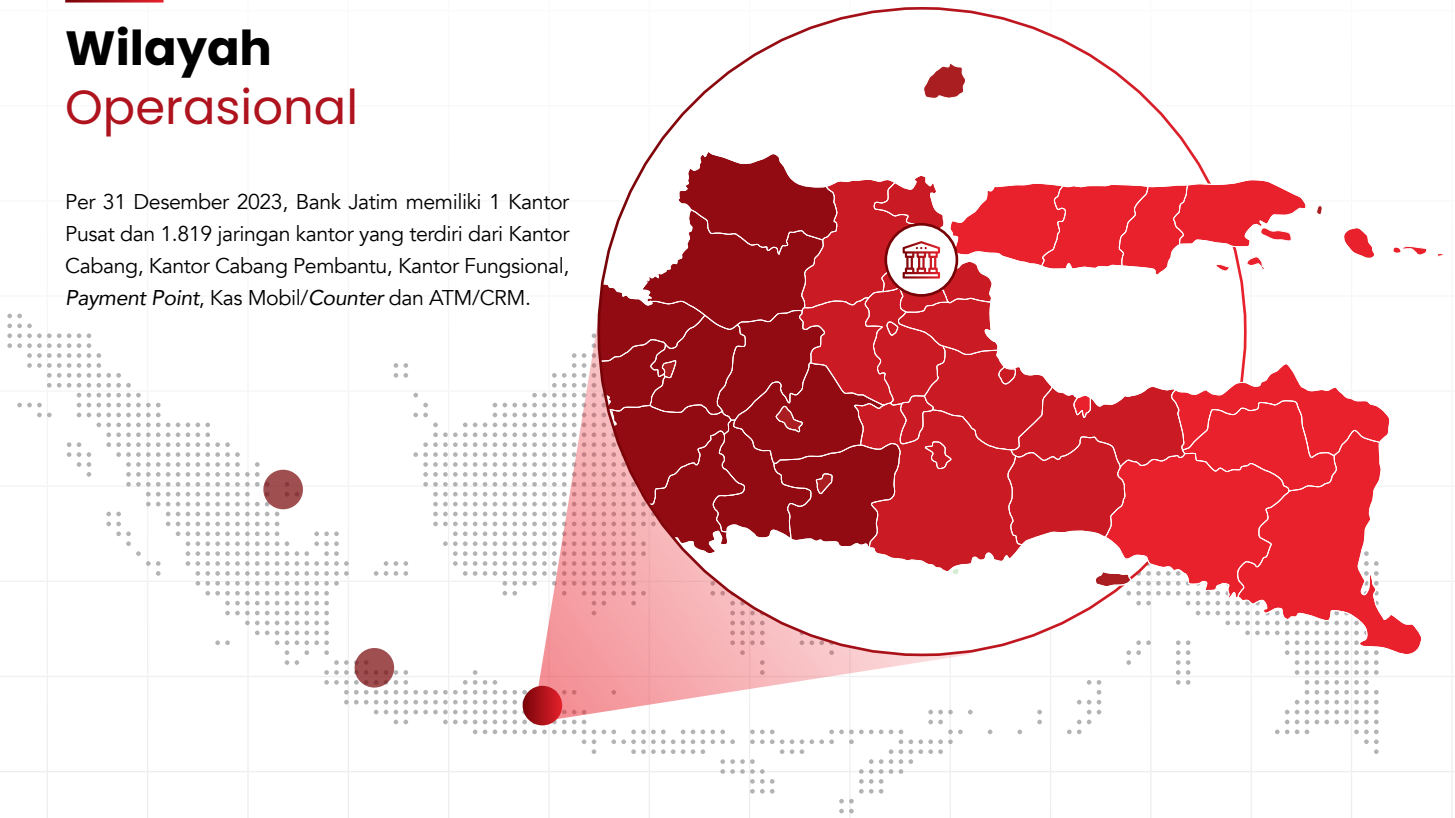 Wilayah
Operasional
Per 31 Desember 2023, Bank Jatim memiliki 1 Kantor
Pusat dan 1.819 jaringan kantor yang terdiri dari Kantor
Cabang, Kantor Cabang Pembantu, Kantor Fungsional,
Payment Point, Kas Mobil/Counter dan ATM/CRM.